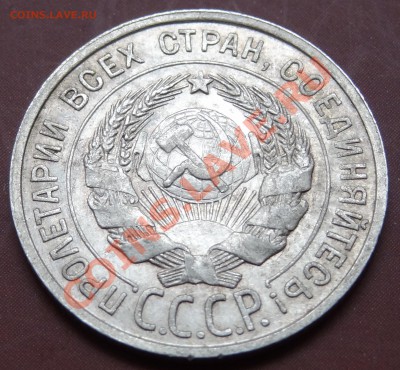 COINS.LAVE.RU
ПРОЛЕТАРИИ ВСЕХ СТРАН, СОЕДИНЯЙТЕСЬ!
С.С.С.Р.
COINS.LAVE.RU